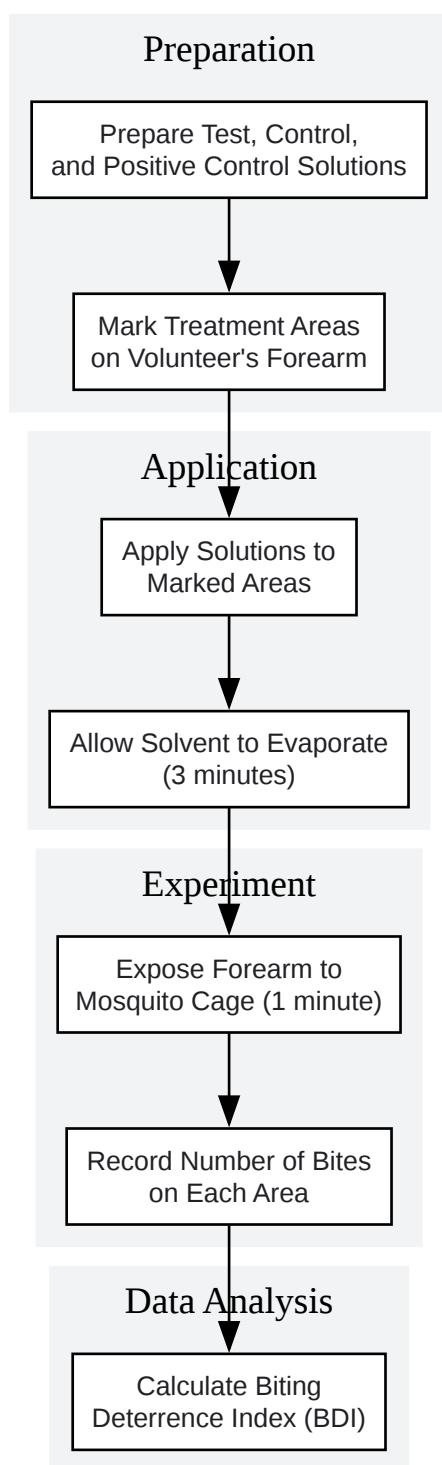 Preparation
Prepare Test, Control,
and Positive Control Solutions
Mark Treatment Areas
on Volunteer's Forearm
Application
Apply Solutions to
Marked Areas
Allow Solvent to Evaporate
(3 minutes)
Experiment
Expose Forearm to
Mosquito Cage (1 minute)
Record Number of Bites
on Each Area
Data Analysis
Calculate Biting
Deterrence Index (BDI)